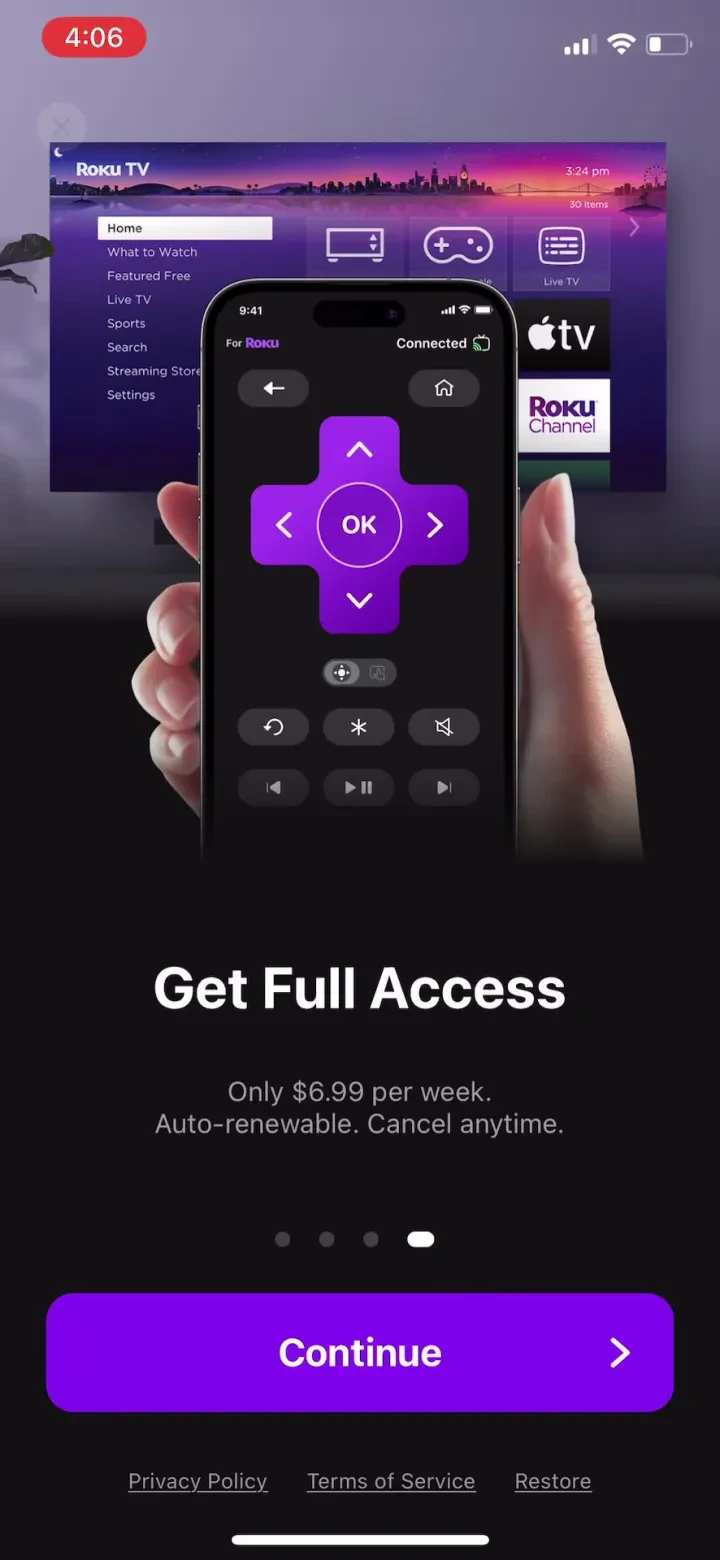 4:06
Roku TV
3:24 pm
30 Items
Home
What to Watch
Featured Free
Live TV
Sports
Search
Streaming Store
Settings
Live TV
tv
Roku
Channel
9:41
For Roku
Connected
OK
Get Full Access
Only $6.99 per week.
Auto-renewable. Cancel anytime.
Continue
Privacy Policy Terms of Service Restore